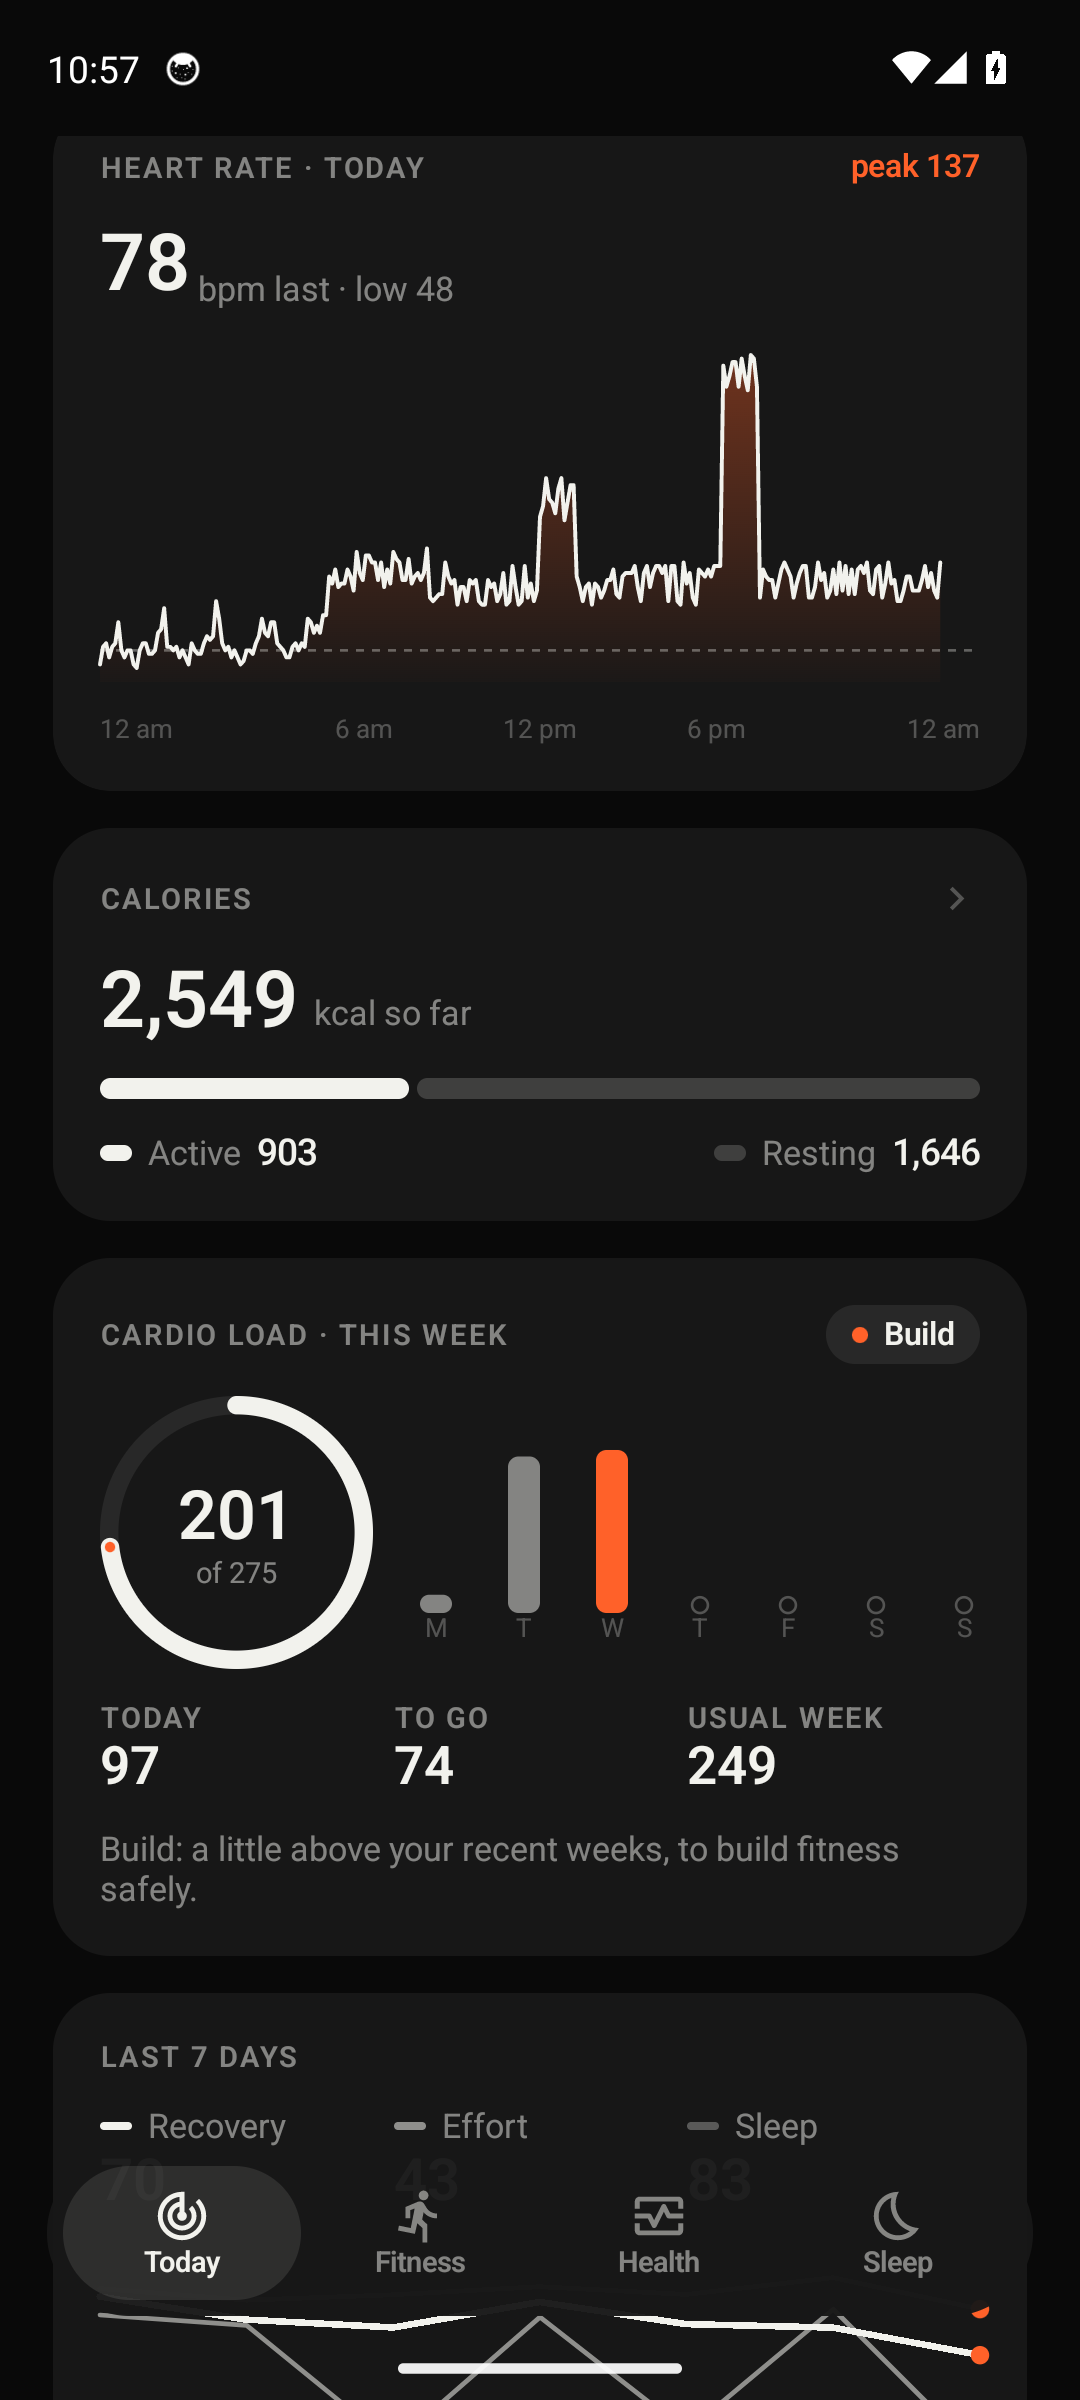 10:57
HEART RATE · TODAY
peak 137
78 bpm last · low 48
12 am 6 am 12 pm 6 pm 12 am
CALORIES
2,549 kcal so far
Active 903
Resting 1,646
CARDIO LOAD · THIS WEEK
Build
201
of 275
M T W T F S S
TODAY TO GO USUAL WEEK
97 74 249
Build: a little above your recent weeks, to build fitness
safely.
LAST 7 DAYS
Recovery Effort Sleep
70 43 83
Today Fitness Health Sleep